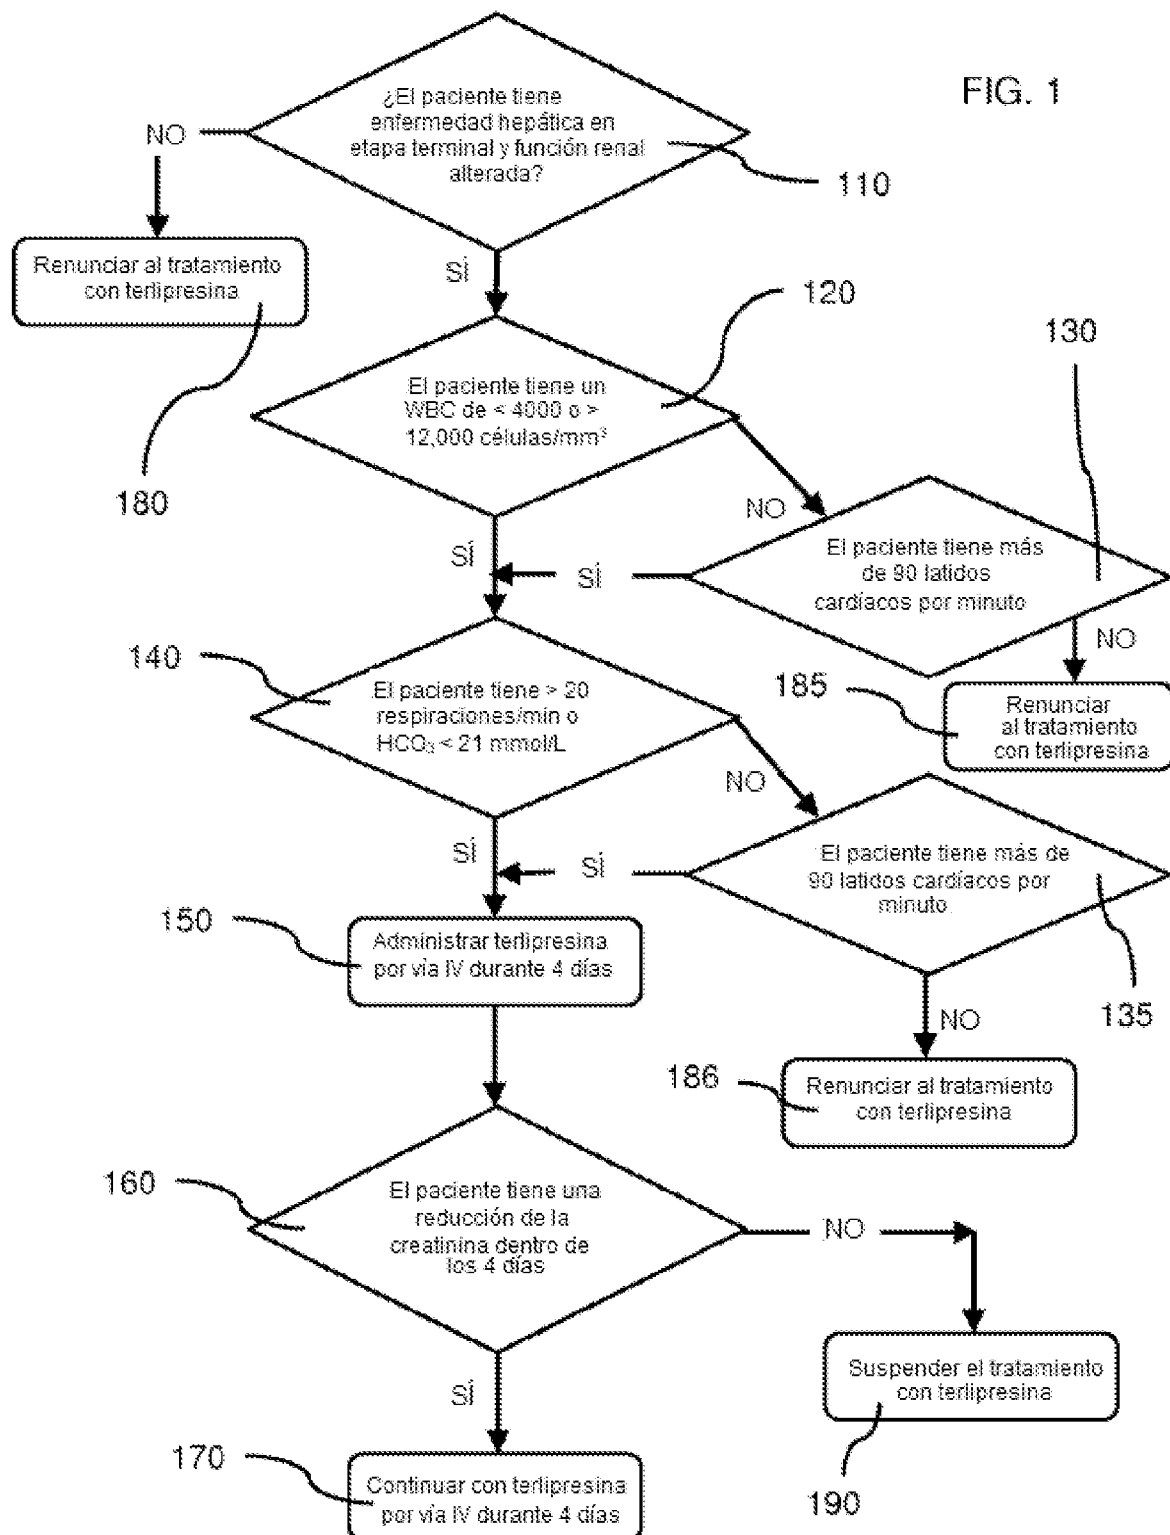 FIG. 1
¿El paciente tiene
enfermedad hepática en
etapa terminal y función renal
alterada?
NO
110
Renunciar al tratamiento
con terlipresina
SÍ
180
120
El paciente tiene un
WBC de < 4000 o >
12,000 células/mm³
130
NO
SÍ
El paciente tiene más
de 90 latidos
cardíacos por minuto
SÍ
NO
185
Renunciar
al tratamiento
con terlipresina
140
El paciente tiene > 20
respiraciones/min o
HCO₃ < 21 mmol/L
NO
SÍ
El paciente tiene más de
90 latidos cardíacos por
minuto
SÍ
135
NO
150
Administrar terlipresina
por vía IV durante 4 días
186
Renunciar al tratamiento
con terlipresina
160
El paciente tiene una
reducción de la
creatinina dentro de
los 4 días
NO
SÍ
Suspender el tratamiento
con terlipresina
190
170
Continuar con terlipresina
por vía IV durante 4 días